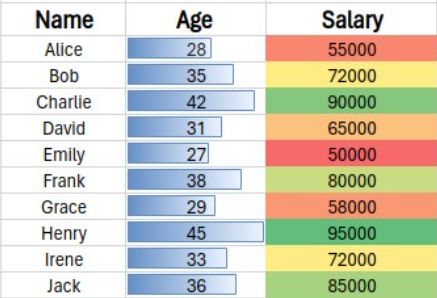 Name Age Salary
Alice 28 55000
Bob 35 72000
Charlie 42 90000
David 31 65000
Emily 27 50000
Frank 38 80000
Grace 29 58000
Henry 45 95000
Irene 33 72000
Jack 36 85000